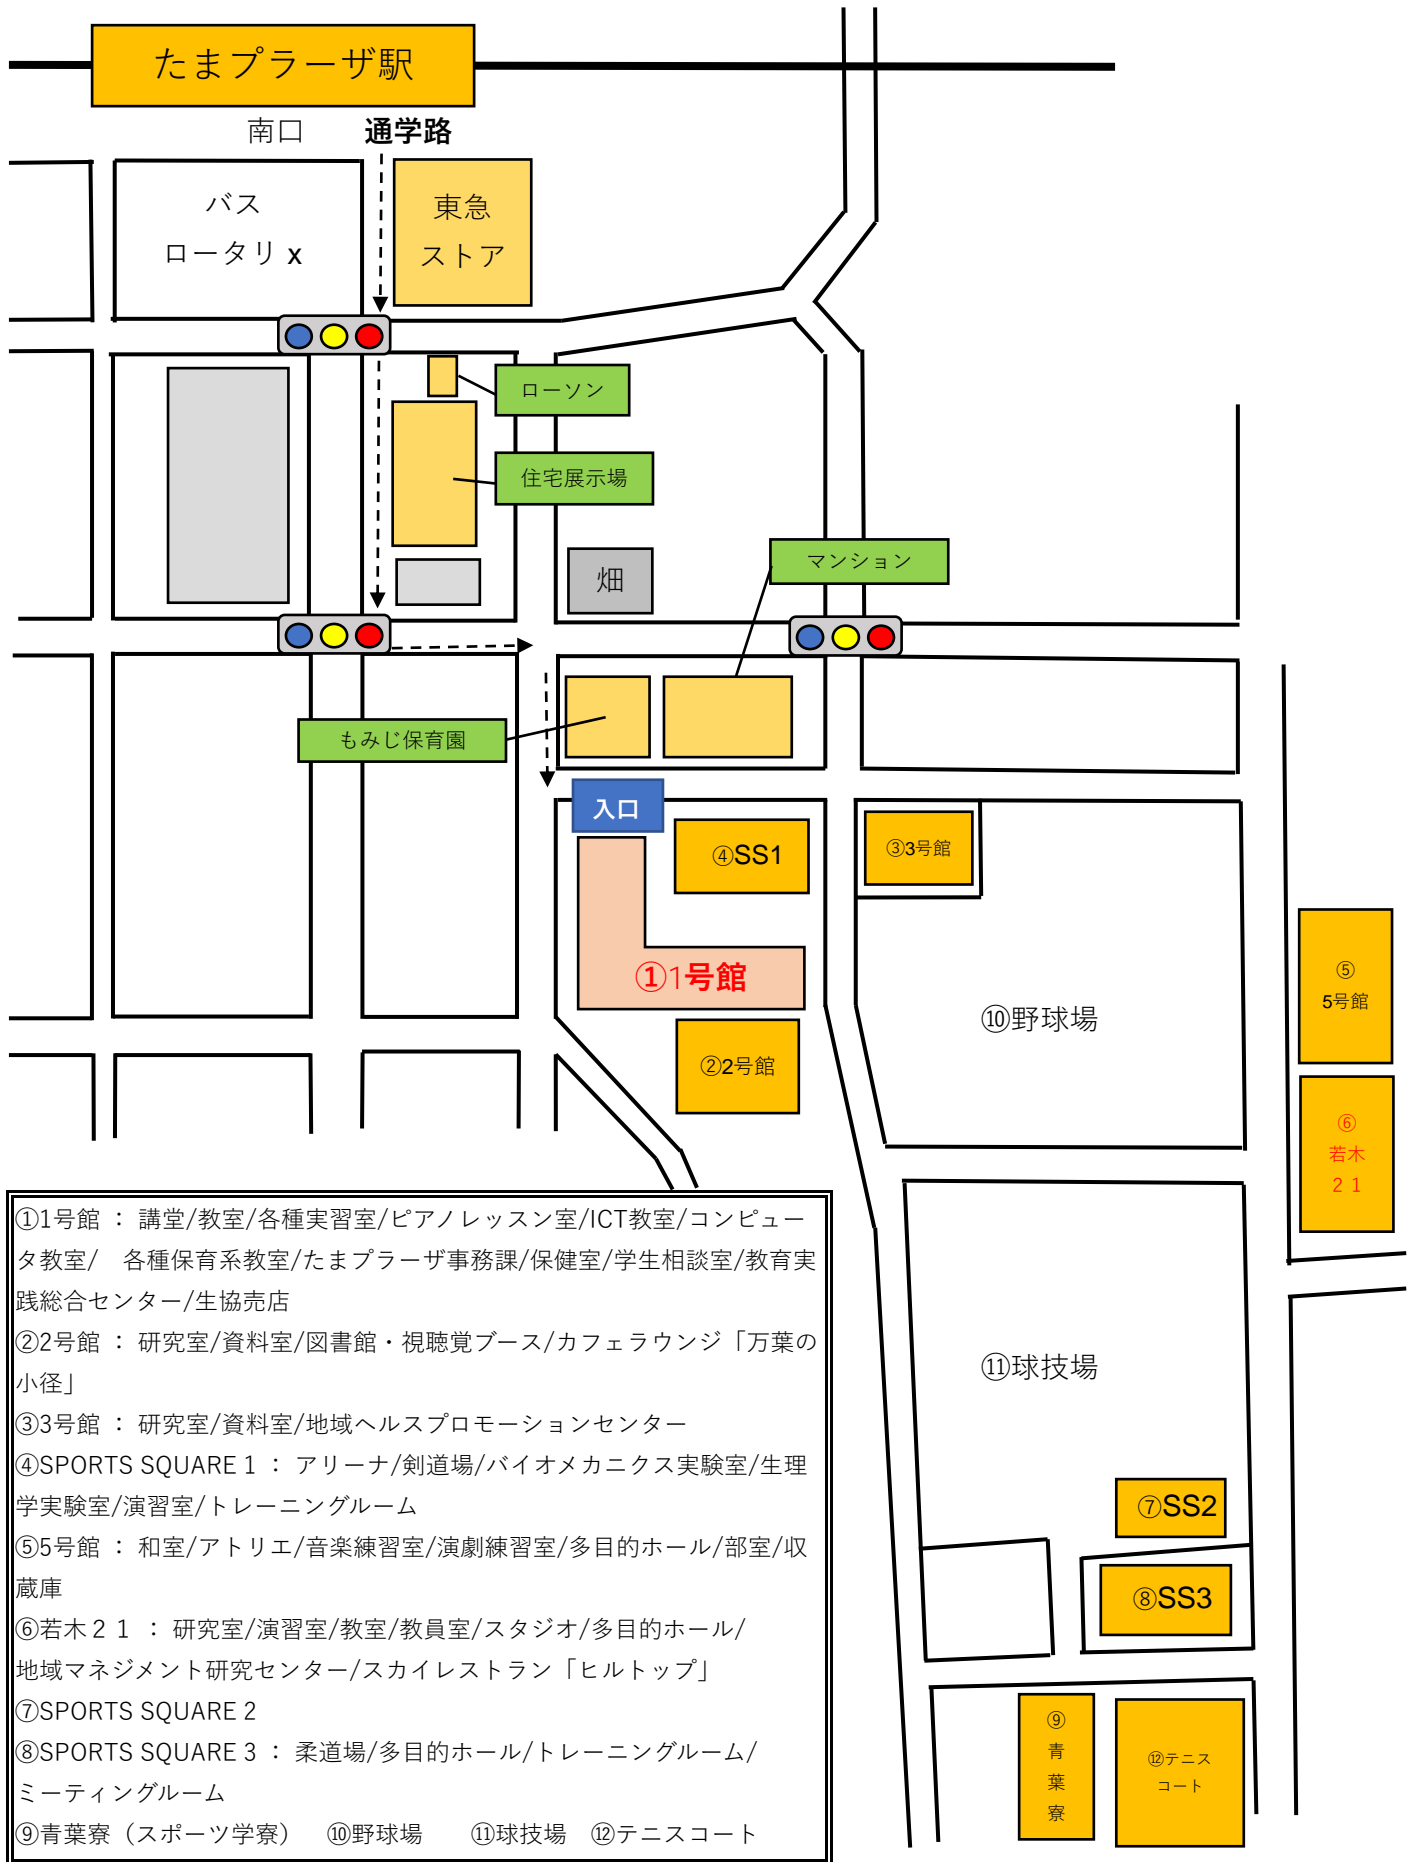 たまプラーザ駅
南口
通学路
バス
ロータリ x
東急
ストア
ローソン
住宅展示場
畑
マンション
もみじ保育園
入口
④SS1
③3号館
①1号館
⑩野球場
⑤
5号館
②2号館
⑥
若木
２１
⑪球技場
⑦SS2
⑧SS3
⑨
青
葉
寮
⑫テニス
コート
①1号館 ： 講堂/教室/各種実習室/ピアノレッスン室/ICT教室/コンピュー
タ教室/　各種保育系教室/たまプラーザ事務課/保健室/学生相談室/教育実
践総合センター/生協売店
②2号館 ： 研究室/資料室/図書館・視聴覚ブース/カフェラウンジ「万葉の
小径」
③3号館 ： 研究室/資料室/地域ヘルスプロモーションセンター
④SPORTS SQUARE 1 ： アリーナ/剣道場/バイオメカニクス実験室/生理
学実験室/演習室/トレーニングルーム
⑤5号館 ： 和室/アトリエ/音楽練習室/演劇練習室/多目的ホール/部室/収
蔵庫
⑥若木２１ ： 研究室/演習室/教室/教員室/スタジオ/多目的ホール/
地域マネジメント研究センター/スカイレストラン「ヒルトップ」
⑦SPORTS SQUARE 2
⑧SPORTS SQUARE 3 ： 柔道場/多目的ホール/トレーニングルーム/
ミーティングルーム
⑨青葉寮（スポーツ学寮）　⑩野球場　　⑪球技場　⑫テニスコート